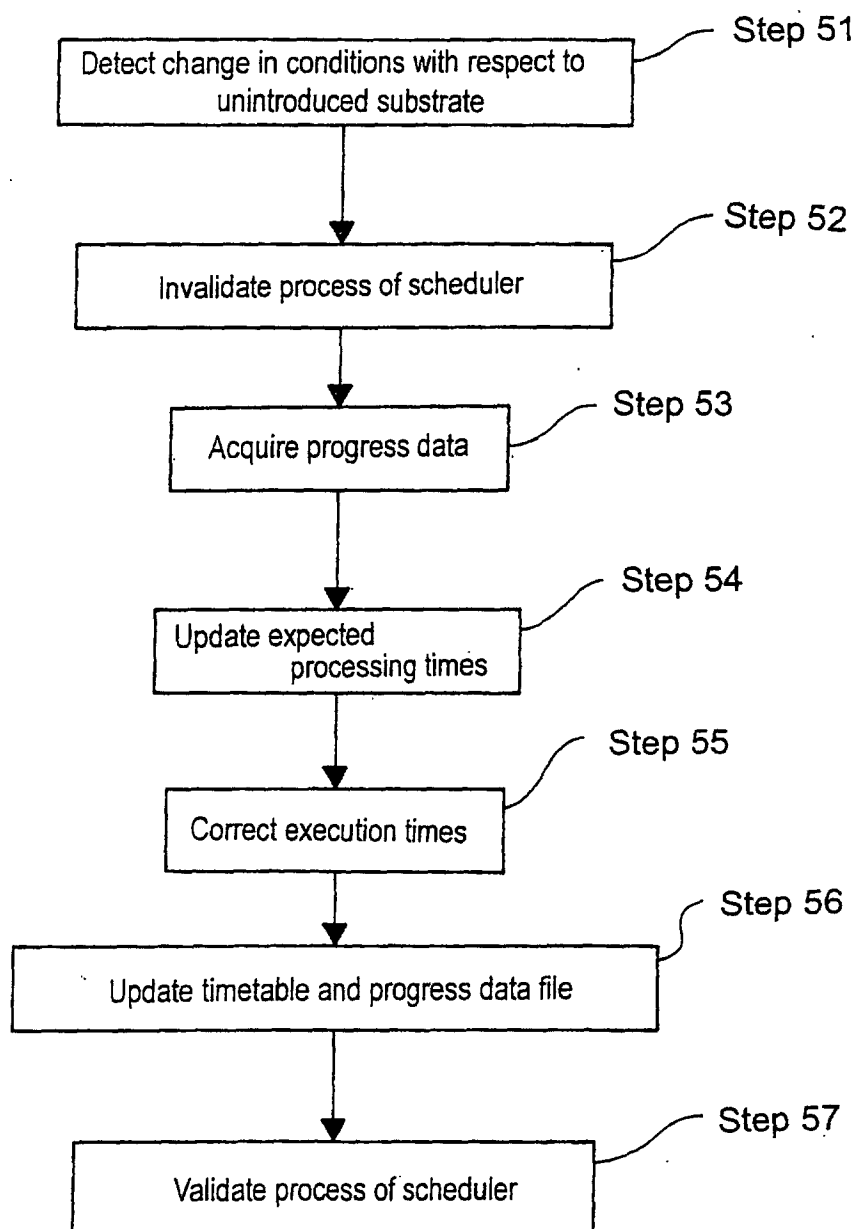 Step 51
Detect change in conditions with respect to
unintroduced substrate
Step 52
Invalidate process of scheduler
Step 53
Acquire progress data
Step 54
Update expected
processing times
Step 55
Correct execution times
Step 56
Update timetable and progress data file
Step 57
Validate process of scheduler